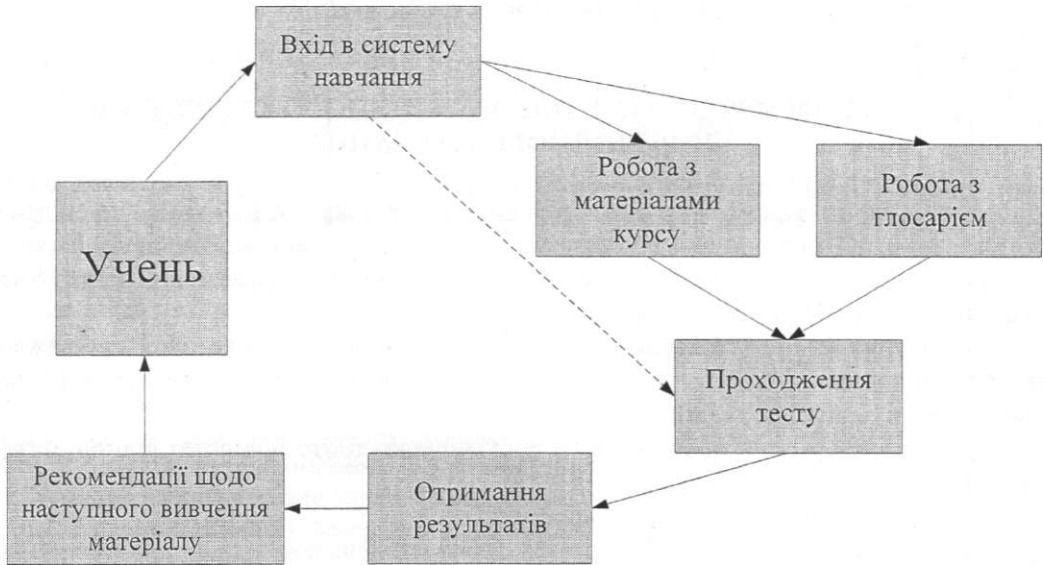 Вхід в систему
навчання
Робота з
матеріалами
курсу
Робота з
глосарієм
Учень
Проходження
тесту
Рекомендації щодо
наступного вивчення
матеріалу
Отримання
результатів